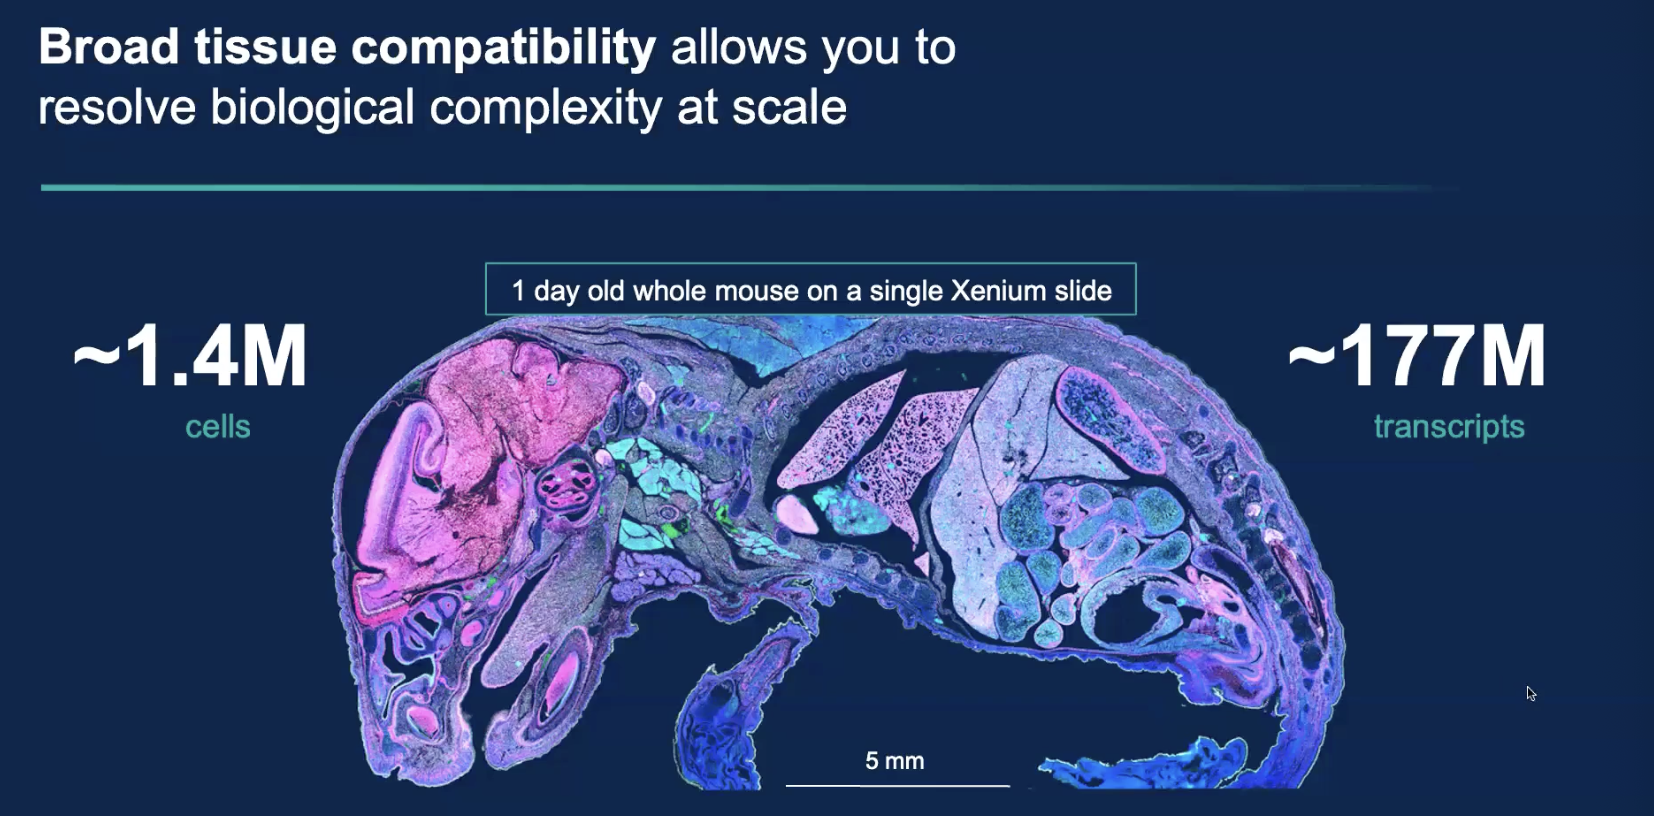 Broad tissue compatibility allows you to
resolve biological complexity at scale
1 day old whole mouse on a single Xenium slide
~1.4M
cells
~177M
transcripts
5 mm